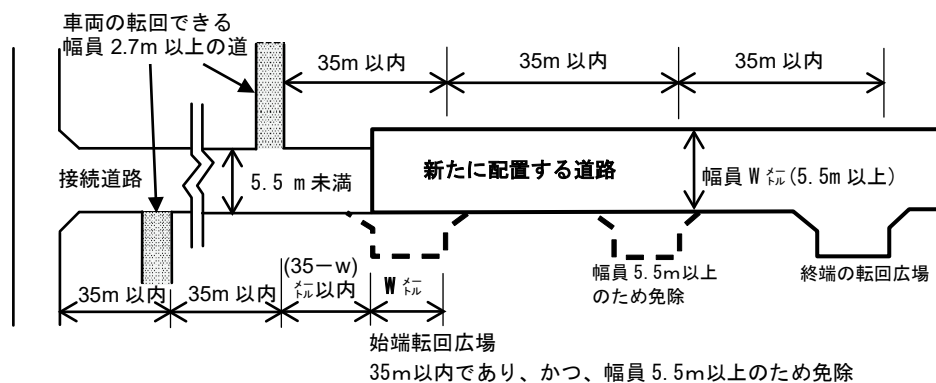 車両の転回できる
幅員 2.7m 以上の道
35m 以内
35m 以内
35m 以内
接続道路
5.5 m 未満
新たに配置する道路
幅員 W メートル (5.5m 以上)
(35－w)
メートル以内
W メートル
35m 以内
35m 以内
幅員 5.5m以上
のため免除
終端の転回広場
始端転回広場
35m以内であり、かつ、幅員 5.5m以上のため免除